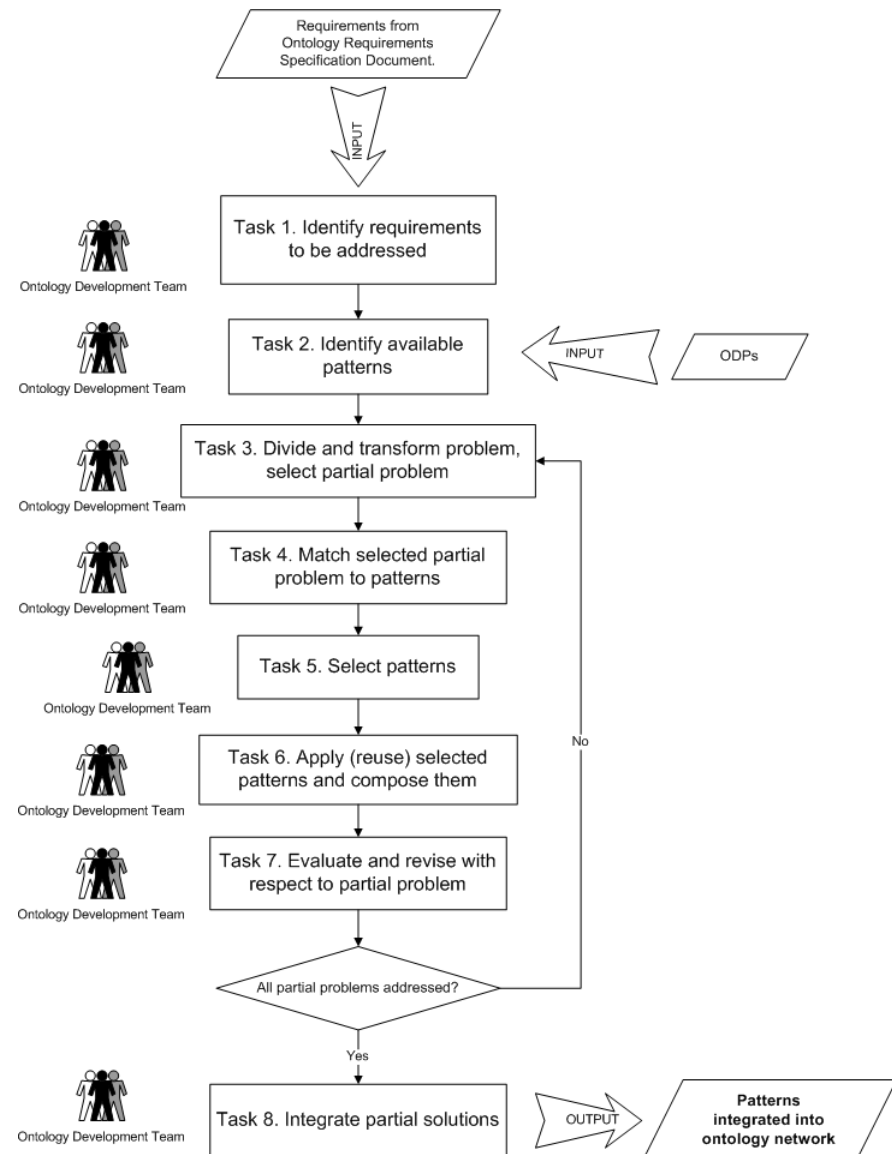 Requirements from
Ontology Requirements
Specification Document.
INPUT
Task 1. Identify requirements
to be addressed
Ontology Development Team
Task 2. Identify available
patterns
INPUT
ODPs
Ontology Development Team
Task 3. Divide and transform problem,
select partial problem
Ontology Development Team
Task 4. Match selected partial
problem to patterns
Ontology Development Team
Task 5. Select patterns
Ontology Development Team
No
Task 6. Apply (reuse) selected
patterns and compose them
Ontology Development Team
Task 7. Evaluate and revise with
respect to partial problem
Ontology Development Team
All partial problems addressed?
Yes
Task 8. Integrate partial solutions
Ontology Development Team
OUTPUT
Patterns
integrated into
ontology network